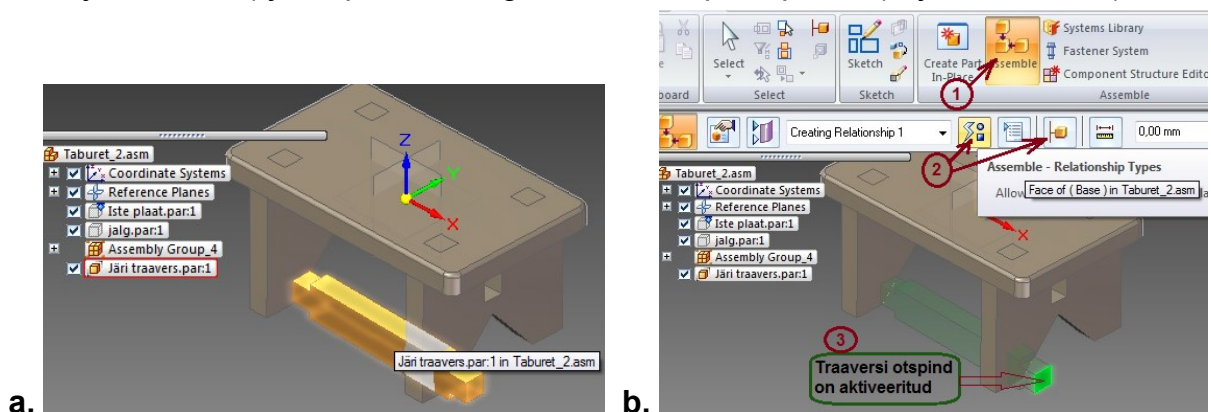 Select
Select
Sketch
Sketch
Create Part
In-Place
Assemble
Systems Library
Fastener System
Component Structure Edito
Assemble
board
1
Creating Relationship 1
0,00 mm
2
Assemble - Relationship Types
Allow
Face of ( Base ) in Taburet_2.asm
Taburet_2.asm
Coordinate Systems
Reference Planes
Iste plaat.par:1
jalg.par:1
Assembly Group_4
Järi traavers.par:1
Z
Y
X
Järi traavers.par:1 in Taburet_2.asm
a.
Taburet_2.asm
Coordinate Systems
Reference Planes
Iste plaat.par:1
jalg.par:1
Assembly Group_4
Järi traavers.par:1
X
3
Traaversi otspind
on aktiveeritud
b.